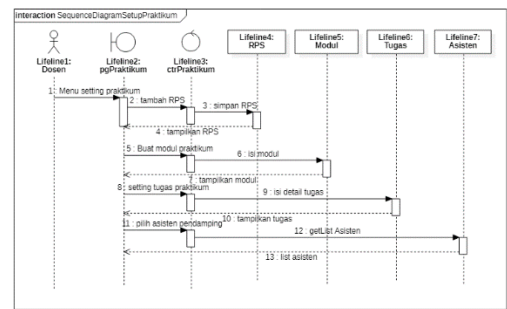 interaction SequenceDiagramSetupPraktikum
Lifeline1:
Dosen
Lifeline2:
pgPraktikum
Lifeline3:
ctrPraktikum
Lifeline4:
RPS
Lifeline5:
Modul
Lifeline6:
Tugas
Lifeline7:
Asisten
1 : Menu setting praktikum
2 : tambah RPS
3 : simpan RPS
4 : tampilkan RPS
5 : Buat modul praktikum
6 : isi modul
7 : tampilkan modul
8 : setting tugas praktikum
9 : isi detail tugas
10 : tampilkan tugas
11 : pilih asisten pendamping
12 : getList Asisten
13 : list asisten